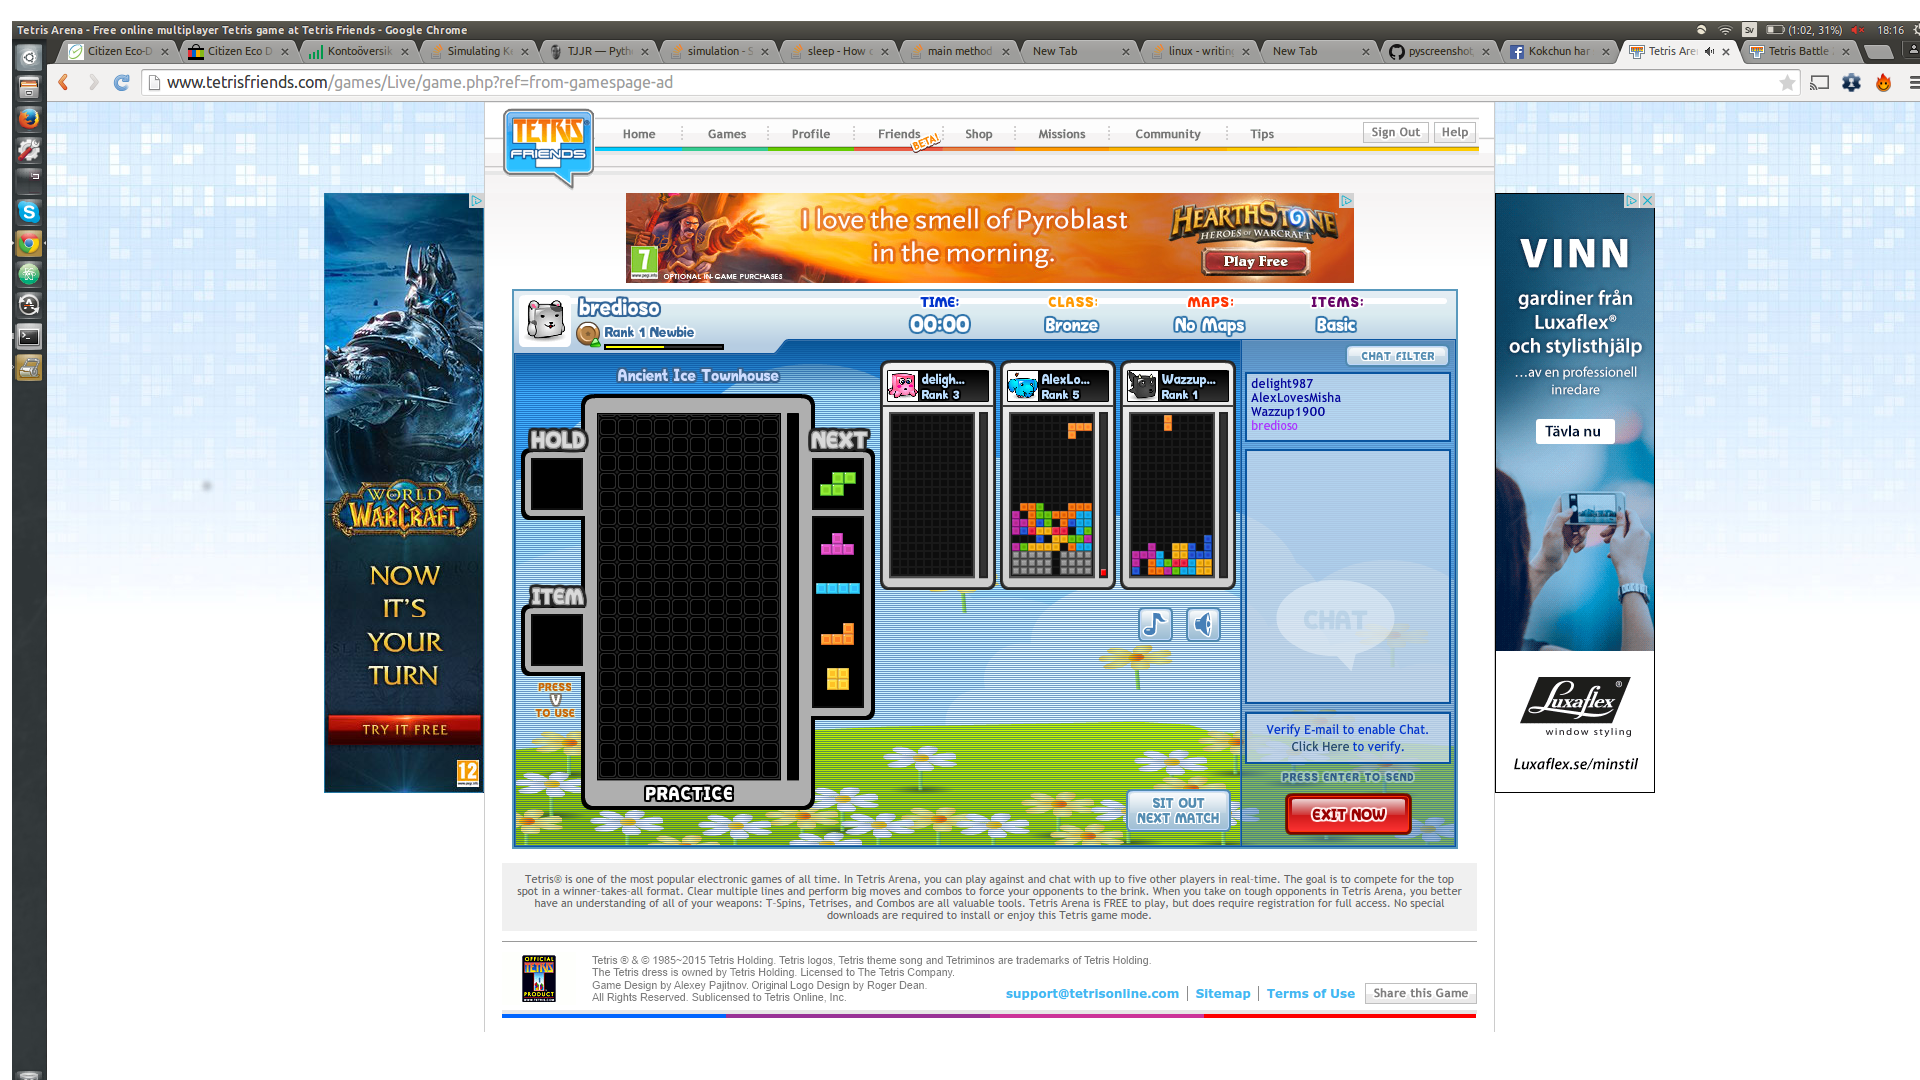 Tetris Arena - Free online multiplayer Tetris game at Tetris Friends - Google Chrome
Sv (1:02, 31%) 18:16
Citizen Eco-D
Citizen Eco D
Kontoöversik
Simulating Ke
TJJR — Pyth
simulation - S
sleep - How
main method
New Tab
linux - writin
New Tab
pyscreenshot
Kokchun har
Tetris Are
Tetris Battle
www.tetrisfriends.com/games/Live/game.php?ref=from-gamespage-ad
TETRIS
FRIENDS
Home Games Profile Friends Shop Missions Community Tips
BETA!
Sign Out Help
I love the smell of Pyroblast
in the morning.
7
www.pegi.info
OPTIONAL IN-GAME PURCHASES
HEARTHSTONE
HEROES OF WARCRAFT
Play Free
WORLD
WARCRAFT
NOW
IT'S
YOUR
TURN
TRY IT FREE
12
bredioso
Rank 1 Newbie
TIME:
00:00
CLASS:
Bronze
MAPS:
No Maps
ITEMS:
Basic
Ancient Ice Townhouse
HOLD
NEXT
ITEM
PRESS
V
TO USE
PRACTICE
deligh...
Rank 3
AlexLo...
Rank 5
Wazzup...
Rank 1
CHAT FILTER
delight987
AlexLovesMisha
Wazzup1900
bredioso
CHAT
Verify E-mail to enable Chat.
Click Here to verify.
PRESS ENTER TO SEND
SIT OUT
NEXT MATCH
EXIT NOW
VINN
gardiner från
Luxaflex®
och stylisthjälp
...av en professionell
inredare
Tävla nu
Luxaflex®
window styling
Luxaflex.se/minstil
Tetris® is one of the most popular electronic games of all time. In Tetris Arena, you can play against and chat with up to five other players in real-time. The goal is to compete for the top
spot in a winner-takes-all format. Clear multiple lines and perform big moves and combos to force your opponents to the brink. When you take on tough opponents in Tetris Arena, you better
have an understanding of all of your weapons: T-Spins, Tetrises, and Combos are all valuable tools. Tetris Arena is FREE to play, but does require registration for full access. No special
downloads are required to install or enjoy this Tetris game mode.
OFFICIAL
TETRIS
PRODUCT
Tetris ® & © 1985~2015 Tetris Holding. Tetris logos, Tetris theme song and Tetriminos are trademarks of Tetris Holding.
The Tetris dress is owned by Tetris Holding. Licensed to The Tetris Company.
Game Design by Alexey Pajitnov. Original Logo Design by Roger Dean.
All Rights Reserved. Sublicensed to Tetris Online, Inc.
support@tetrisonline.com | Sitemap | Terms of Use
Share this Game